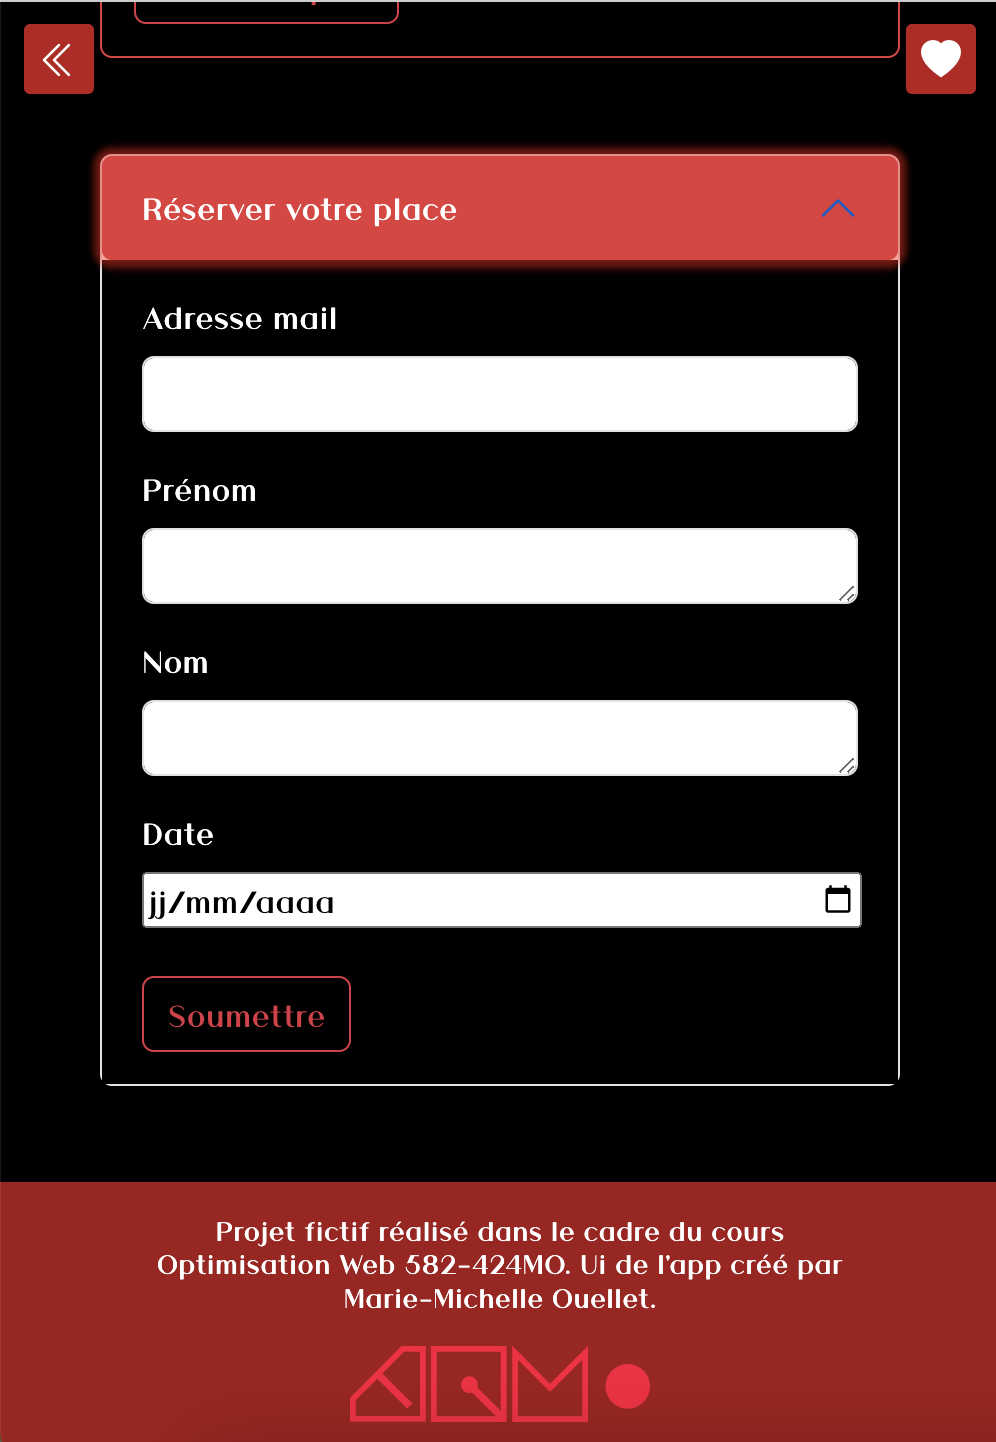 Réserver votre place
Adresse mail
Prénom
Nom
Date
jj/mm/aaaa
Soumettre
Projet fictif réalisé dans le cadre du cours
Optimisation Web 582-424MO. Ui de l'app créé par
Marie-Michelle Ouellet.